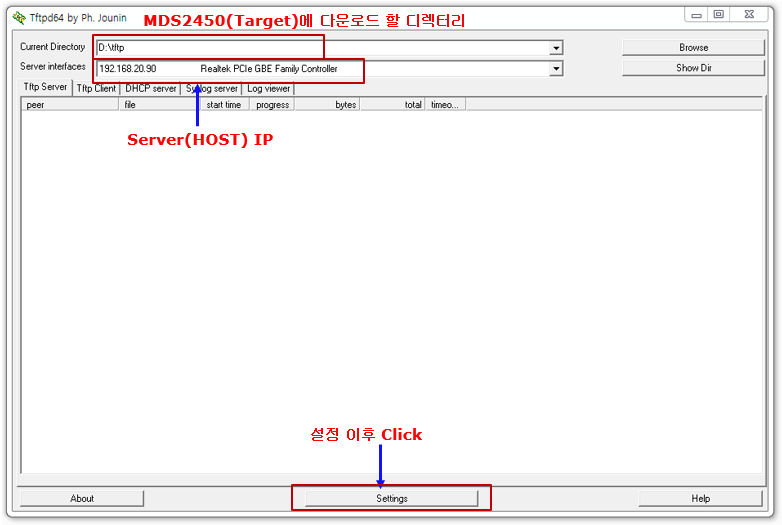 Tftpd64 by Ph. Jounin
MDS2450(Target)에 다운로드 할 디렉터리
Current Directory D:\tftp Browse
Server interfaces 192.168.20.90 Realtek PCIe GBE Family Controller Show Dir
Tftp Server Tftp Client DHCP server Syslog server Log viewer
peer file start time progress bytes total timeo...
Server(HOST) IP
설정 이후 Click
About Settings Help